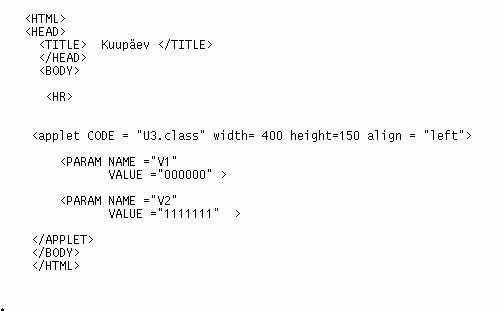 <HTML>
<HEAD>
<TITLE>  Kuupäev </TITLE>
</HEAD>
<BODY>
<HR>
<applet CODE = "U3.class" width= 400 height=150 align = "left">
<PARAM NAME ="V1"
VALUE ="000000" >
<PARAM NAME ="V2"
VALUE ="1111111"  >
</APPLET>
</BODY>
</HTML>